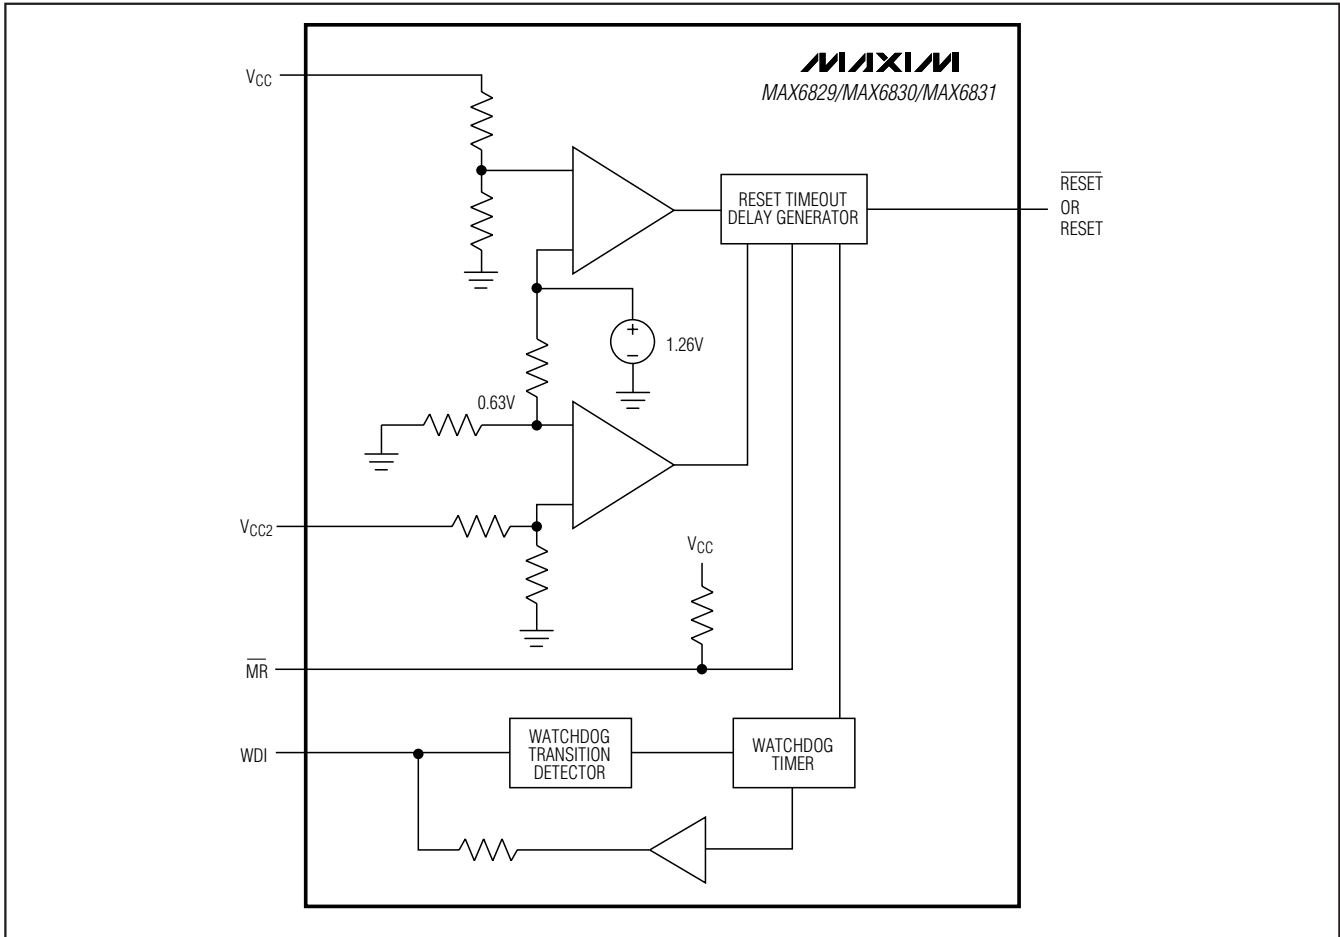 MAXIM
MAX6829/MAX6830/MAX6831
VCC
RESET TIMEOUT
DELAY GENERATOR
RESET
OR
RESET
+
−
1.26V
0.63V
VCC2
VCC
MR
WDI
WATCHDOG
TRANSITION
DETECTOR
WATCHDOG
TIMER